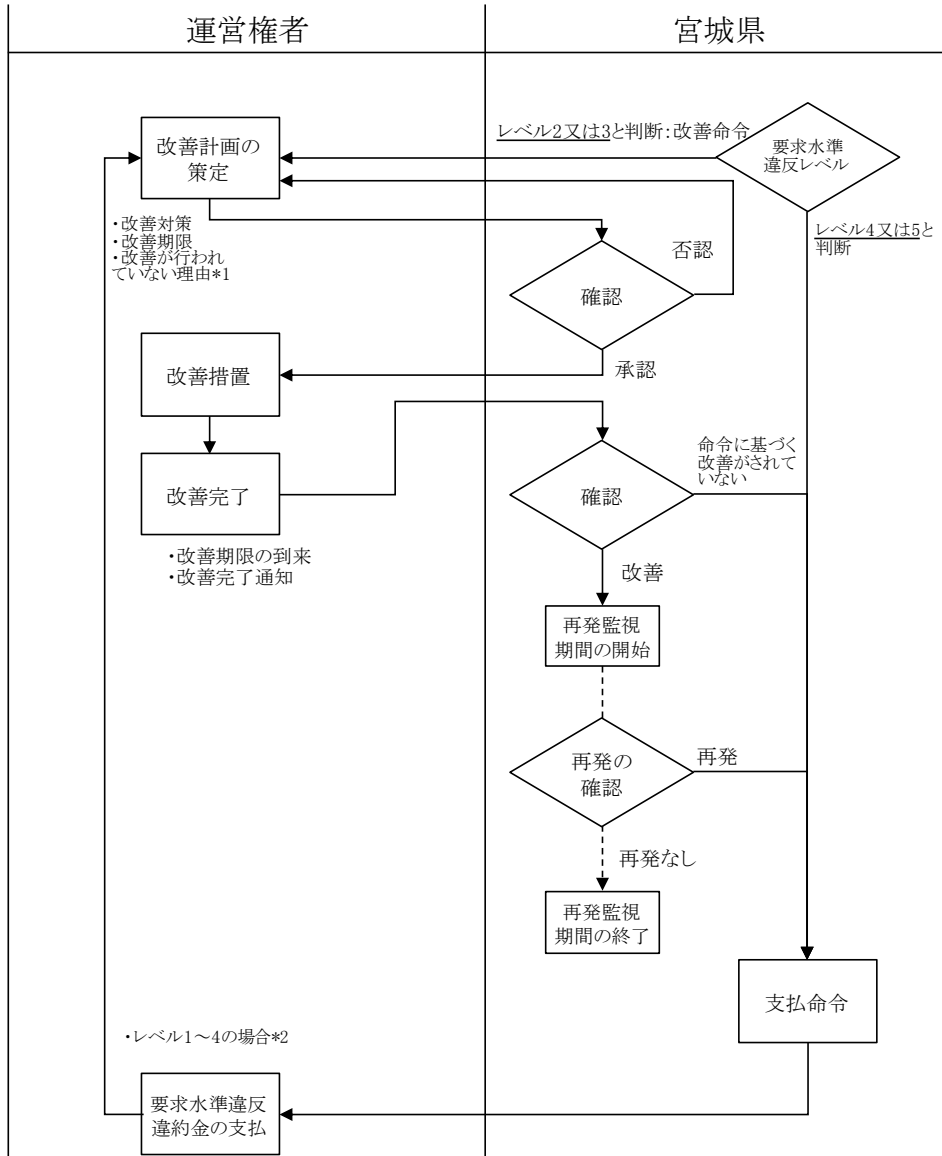 運営権者
宮城県
レベル2又は3と判断:改善命令
要求水準
違反レベル
改善計画の
策定
・改善対策
・改善期限
・改善が行われ
ていない理由*1
レベル4又は5と
判断
否認
確認
承認
改善措置
命令に基づく
改善がされて
いない
確認
改善完了
・改善期限の到来
・改善完了通知
改善
再発監視
期間の開始
再発の
確認
再発
再発なし
再発監視
期間の終了
支払命令
・レベル1～4の場合*2
要求水準違反
違約金の支払